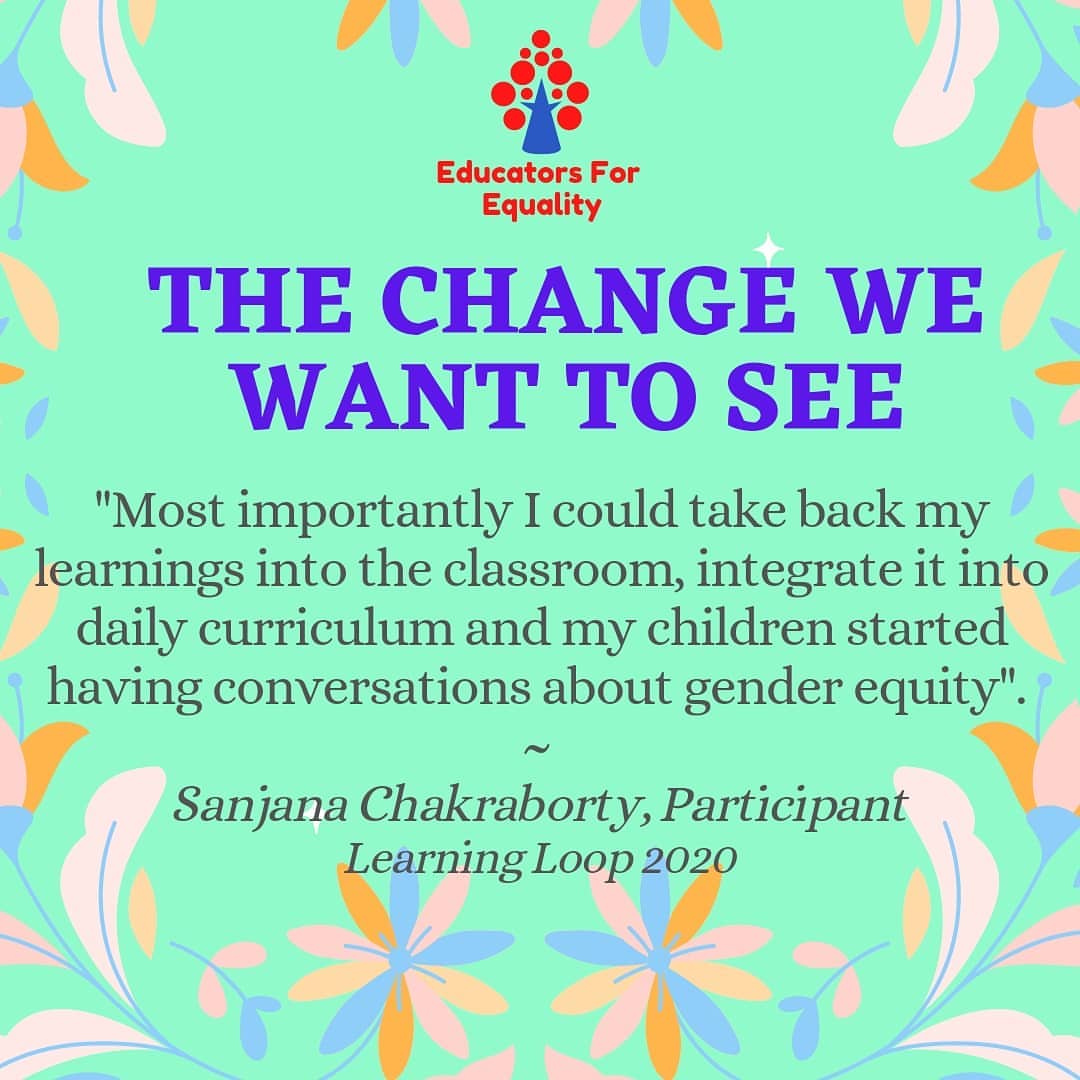 Educators For
Equality
THE CHANGE WE
WANT TO SEE
"Most importantly I could take back my
learnings into the classroom, integrate it into
daily curriculum and my children started
having conversations about gender equity".
~
Sanjana Chakraborty, Participant
Learning Loop 2020